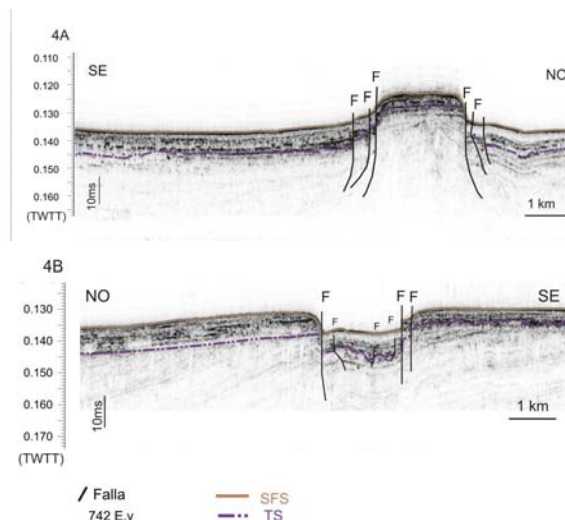 4A
0.110
SE
NO
0.120
F
F
F
F
F
0.130
0.140
0.150
0.160
(TWTT)
10ms
1 km
4B
NO
SE
0.130
F
F
F
F
F
F
0.140
0.150
0.160
0.170
(TWTT)
10ms
1 km
/ Falla
SFS
742 E.v
TS